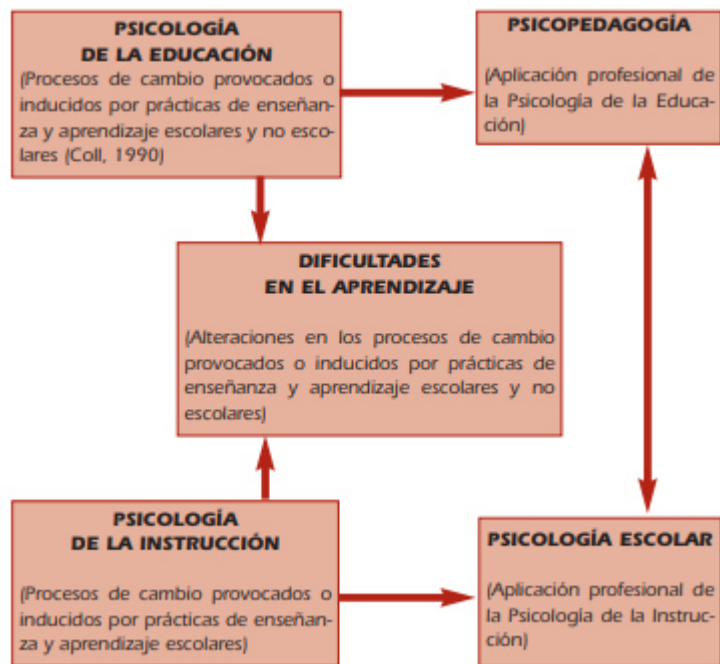 PSICOLOGÍA
DE LA EDUCACIÓN
(Procesos de cambio provocados o
inducidos por prácticas de enseñan-
za y aprendizaje escolares y no esco-
lares (Coll, 1990)
PSICOPEDAGOGÍA
(Aplicación profesional de
la Psicología de la Educa-
ción)
DIFICULTADES
EN EL APRENDIZAJE
(Alteraciones en los procesos de cambio
provocados o inducidos por prácticas de
enseñanza y aprendizaje escolares y no
escolares)
PSICOLOGÍA
DE LA INSTRUCCIÓN
(Procesos de cambio provocados o
inducidos por prácticas de enseñan-
za y aprendizaje escolares)
PSICOLOGÍA ESCOLAR
(Aplicación profesional de
la Psicología de la Instruc-
ción)